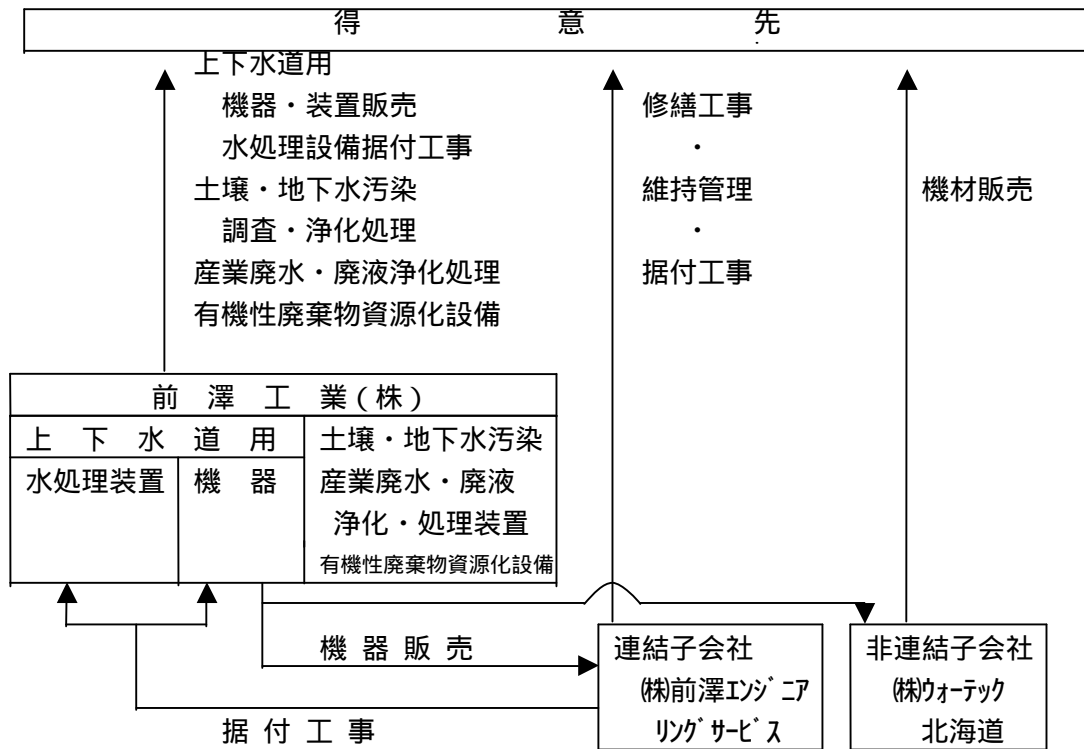 得　意　先
上下水道用
機器・装置販売
水処理設備据付工事
土壌・地下水汚染
調査・浄化処理
産業廃水・廃液浄化処理
有機性廃棄物資源化設備
修繕工事
・
維持管理
・
据付工事
機材販売
前　澤　工　業（株）
上　下　水　道　用
水処理装置
機　器
土壌・地下水汚染
産業廃水・廃液
浄化・処理装置
有機性廃棄物資源化設備
機 器 販 売
据 付 工 事
連結子会社
㈱前澤ｴﾝｼﾞﾆｱ
ﾘﾝｸﾞｻｰﾋﾞｽ
非連結子会社
㈱ｳｫｰﾃｯｸ
北海道